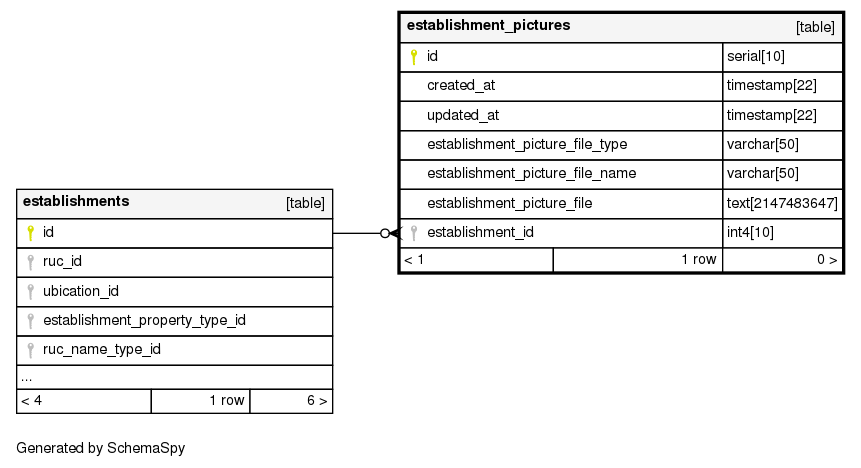 establishment_pictures [table]
id serial[10]
created_at timestamp[22]
updated_at timestamp[22]
establishment_picture_file_type varchar[50]
establishment_picture_file_name varchar[50]
establishment_picture_file text[2147483647]
establishment_id int4[10]
< 1 1 row 0 >
establishments [table]
id
ruc_id
ubication_id
establishment_property_type_id
ruc_name_type_id
...
< 4 1 row 6 >
Generated by SchemaSpy